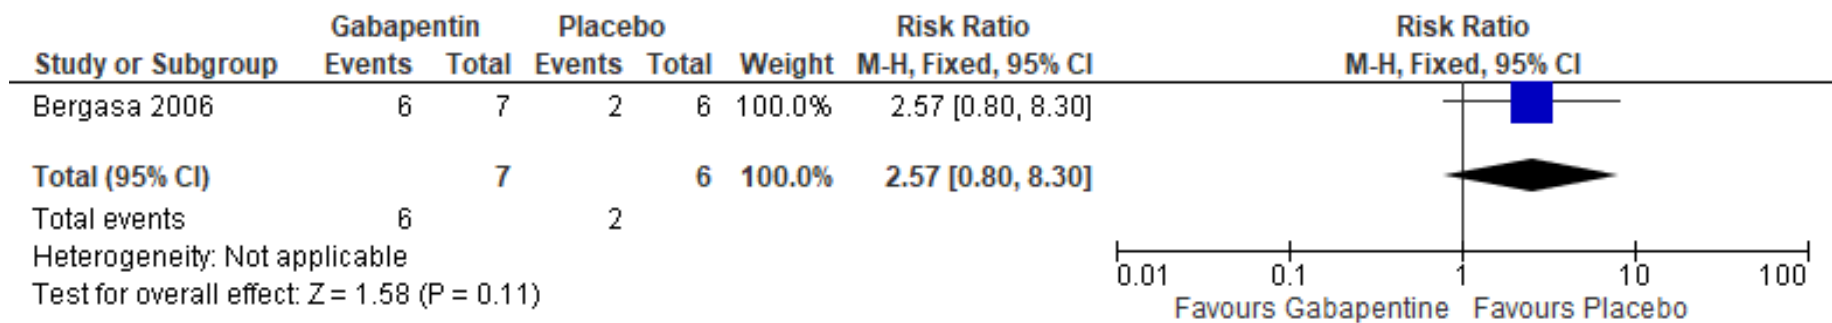 Gabapentin Placebo Risk Ratio Risk Ratio
Study or Subgroup Events Total Events Total Weight M-H, Fixed, 95% CI M-H, Fixed, 95% CI
Bergasa 2006 6 7 2 6 100.0% 2.57 [0.80, 8.30]
Total (95% CI) 7 6 100.0% 2.57 [0.80, 8.30]
Total events 6 2
Heterogeneity: Not applicable
Test for overall effect: Z = 1.58 (P = 0.11)
0.01 0.1 1 10 100
Favours Gabapentine Favours Placebo